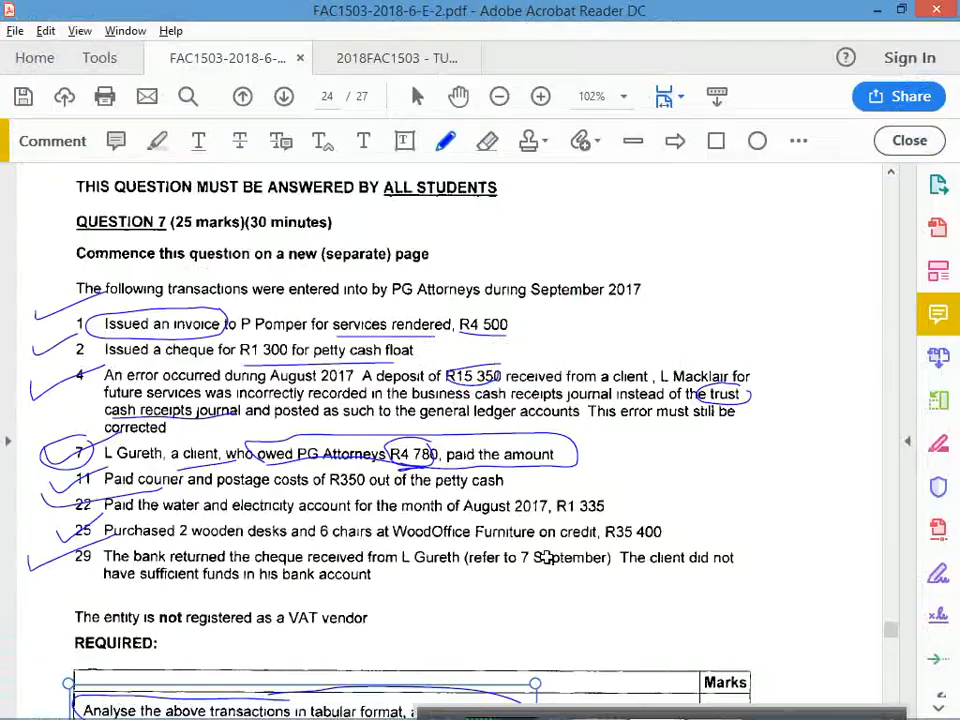 FAC1503-2018-6-E-2.pdf - Adobe Acrobat Reader DC
File Edit View Window Help
Home Tools FAC1503-2018-6-... × 2018FAC1503 - TU... Sign In
24 / 27 102% Share
Comment Close
THIS QUESTION MUST BE ANSWERED BY ALL STUDENTS
QUESTION 7 (25 marks)(30 minutes)
Commence this question on a new (separate) page
The following transactions were entered into by PG Attorneys during September 2017
1 Issued an invoice to P Pomper for services rendered, R4 500
2 Issued a cheque for R1 300 for petty cash float
4 An error occurred during August 2017 A deposit of R15 350 received from a client , L Macklair for
future services was incorrectly recorded in the business cash receipts journal instead of the trust
cash receipts journal and posted as such to the general ledger accounts This error must still be
corrected
7 L Gureth, a client, who owed PG Attorneys R4 780, paid the amount
11 Paid courier and postage costs of R350 out of the petty cash
22 Paid the water and electricity account for the month of August 2017, R1 335
25 Purchased 2 wooden desks and 6 chairs at WoodOffice Furniture on credit, R35 400
29 The bank returned the cheque received from L Gureth (refer to 7 September) The client did not
have sufficient funds in his bank account
The entity is not registered as a VAT vendor
REQUIRED:
Marks
Analyse the above transactions in tabular format,